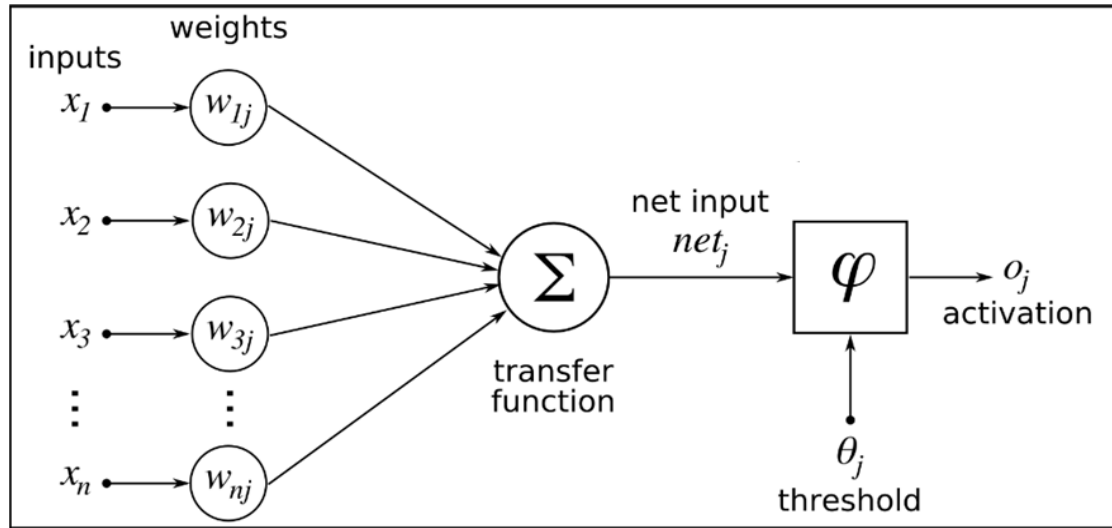 weights
inputs
x₁ w₁ⱼ
x₂ w₂ⱼ
x₃ w₃ⱼ
⋮ ⋮
xₙ wₙⱼ
Σ
transfer
function
net input
netⱼ
φ
oⱼ
activation
θⱼ
threshold